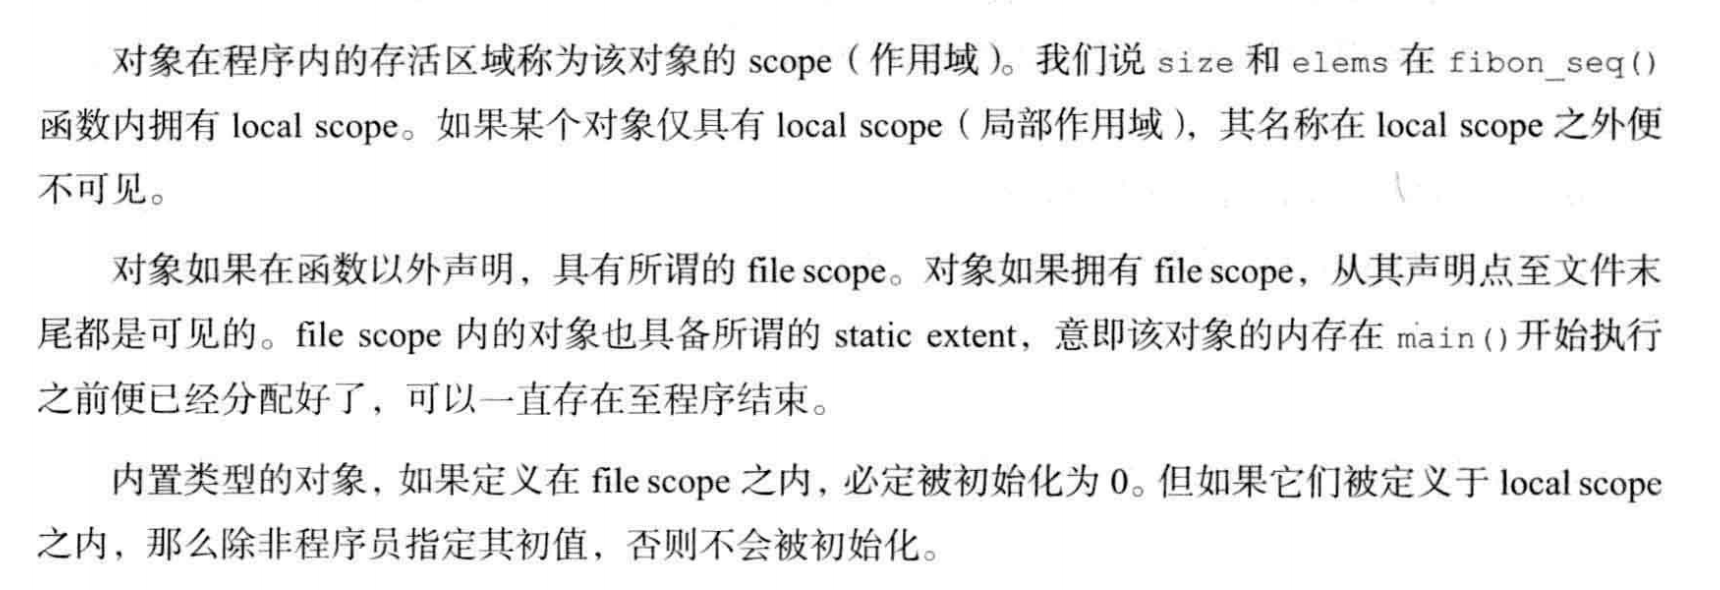 对象在程序内的存活区域称为该对象的 scope（作用域）。我们说 size 和 elems 在 fibon_seq()
函数内拥有 local scope。如果某个对象仅具有 local scope（局部作用域），其名称在 local scope 之外便
不可见。
对象如果在函数以外声明，具有所谓的 file scope。对象如果拥有 file scope，从其声明点至文件末
尾都是可见的。file scope 内的对象也具备所谓的 static extent，意即该对象的内存在 main()开始执行
之前便已经分配好了，可以一直存在至程序结束。
内置类型的对象，如果定义在 file scope 之内，必定被初始化为 0。但如果它们被定义于 local scope
之内，那么除非程序员指定其初值，否则不会被初始化。